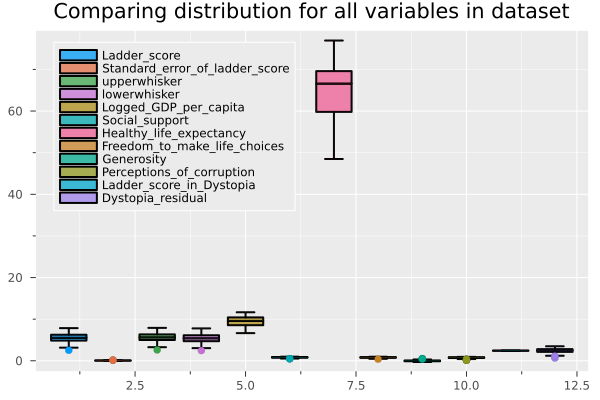 Comparing distribution for all variables in dataset
Ladder_score
Standard_error_of_ladder_score
upperwhisker
lowerwhisker
Logged_GDP_per_capita
Social_support
Healthy_life_expectancy
Freedom_to_make_life_choices
Generosity
Perceptions_of_corruption
Ladder_score_in_Dystopia
Dystopia_residual
60
40
20
0
2.5 5.0 7.5 10.0 12.5